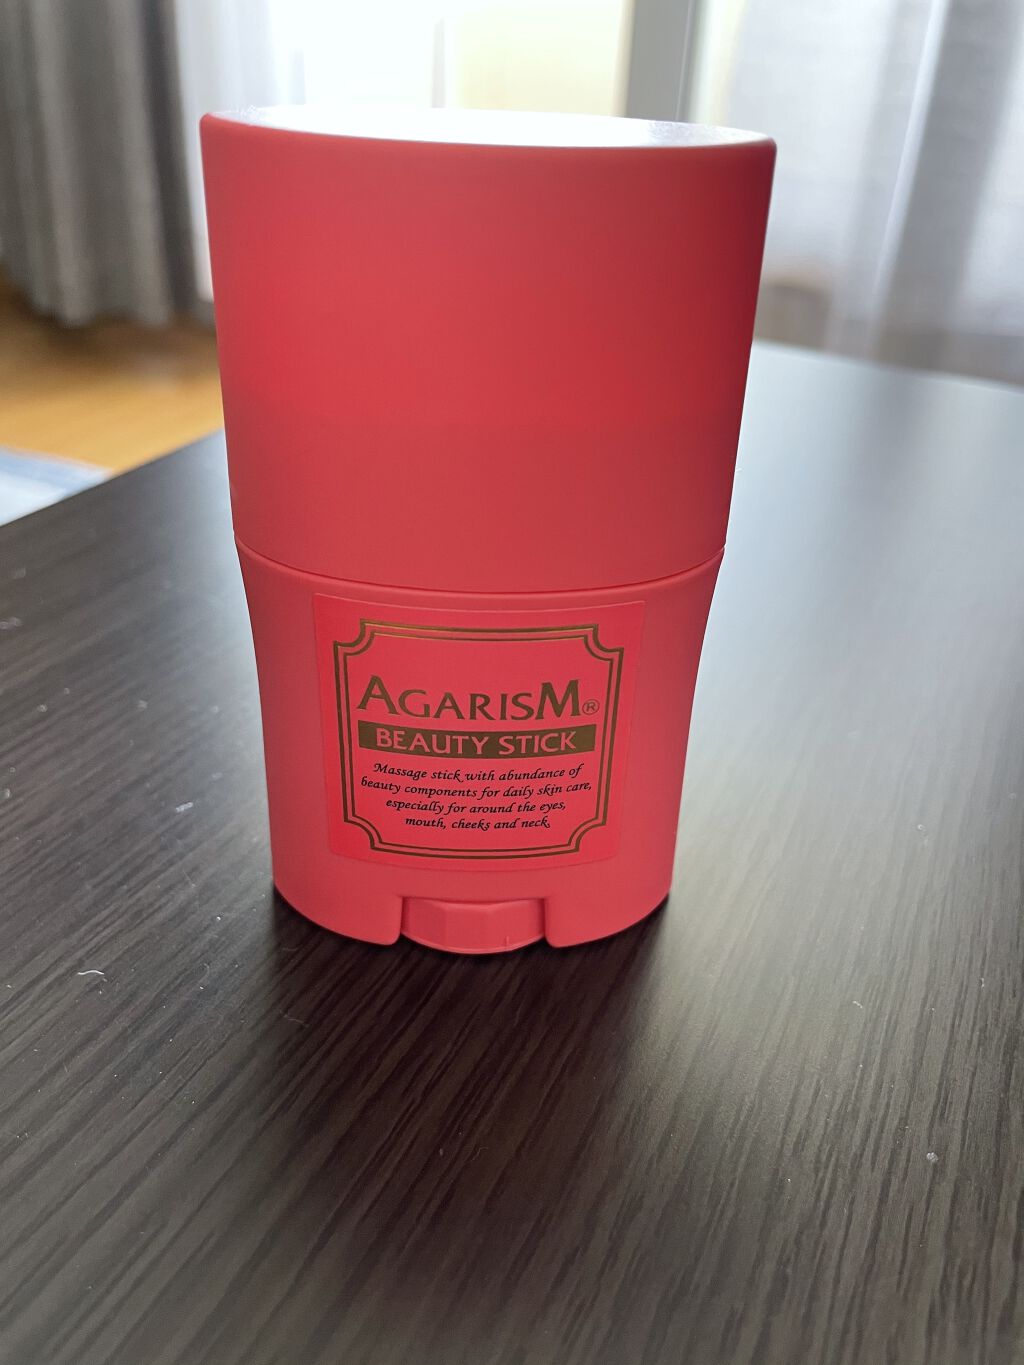 AGARISM®
BEAUTY STICK
Massage stick with abundance of
beauty components for daily skin care,
especially for around the eyes,
mouth, cheeks and neck.